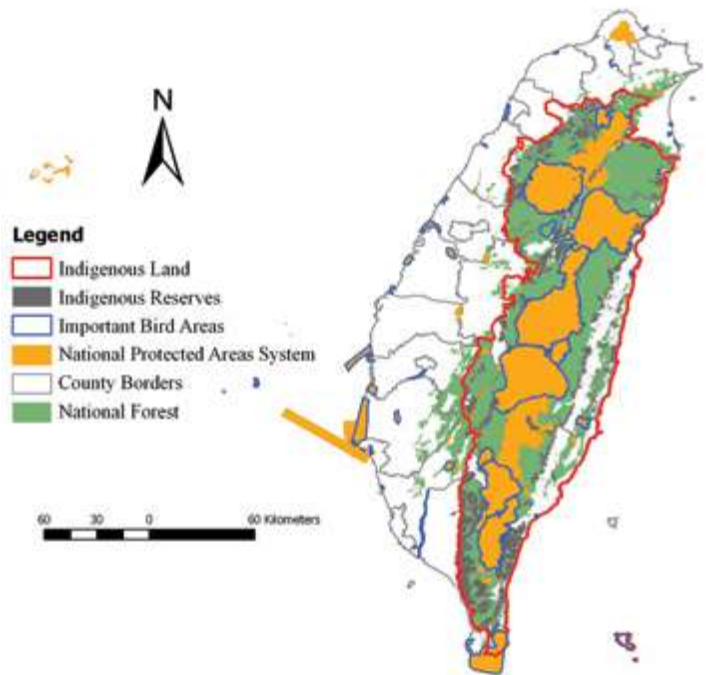 N
Legend
Indigenous Land
Indigenous Reserves
Important Bird Areas
National Protected Areas System
County Borders
National Forest
60 30 0 60 Kilometers